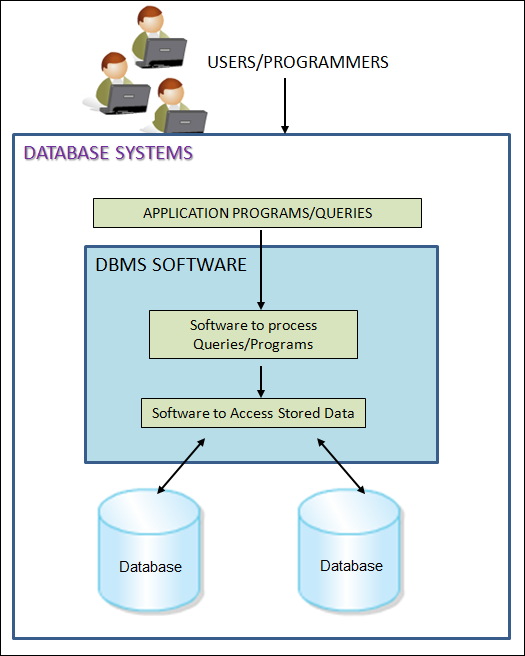 USERS/PROGRAMMERS
DATABASE SYSTEMS
APPLICATION PROGRAMS/QUERIES
DBMS SOFTWARE
Software to process
Queries/Programs
Software to Access Stored Data
Database
Database